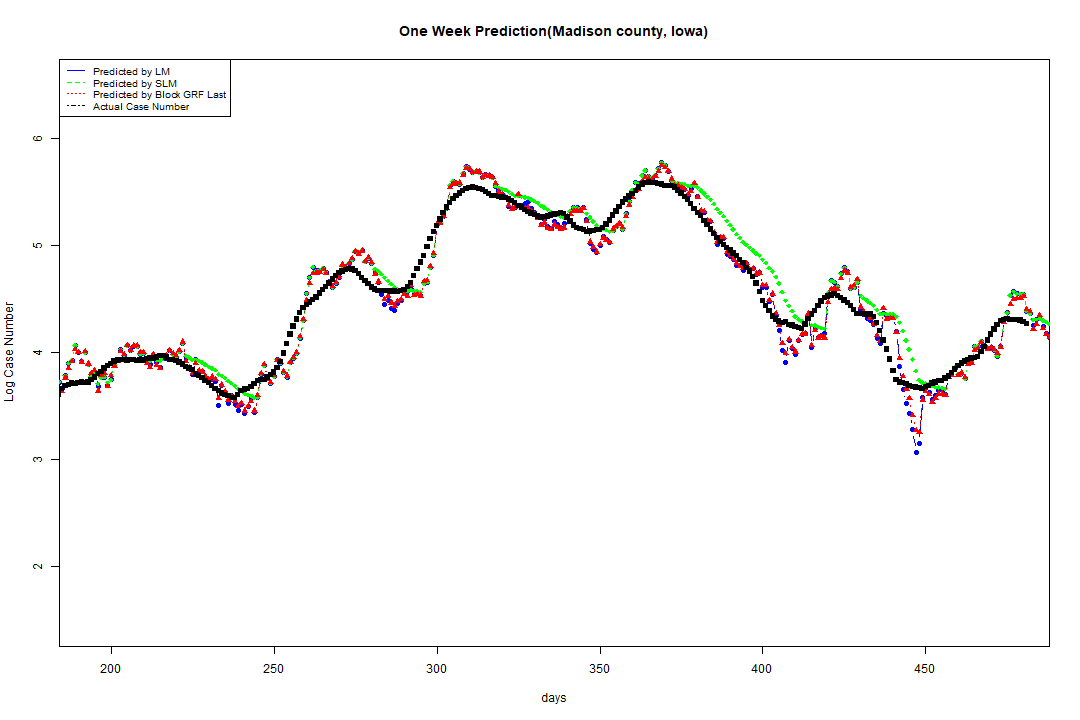 One Week Prediction(Madison county, Iowa)
Predicted by LM
Predicted by SLM
Predicted by Block GRF Last
Actual Case Number
6
5
4
3
2
Log Case Number
200 250 300 350 400 450
days